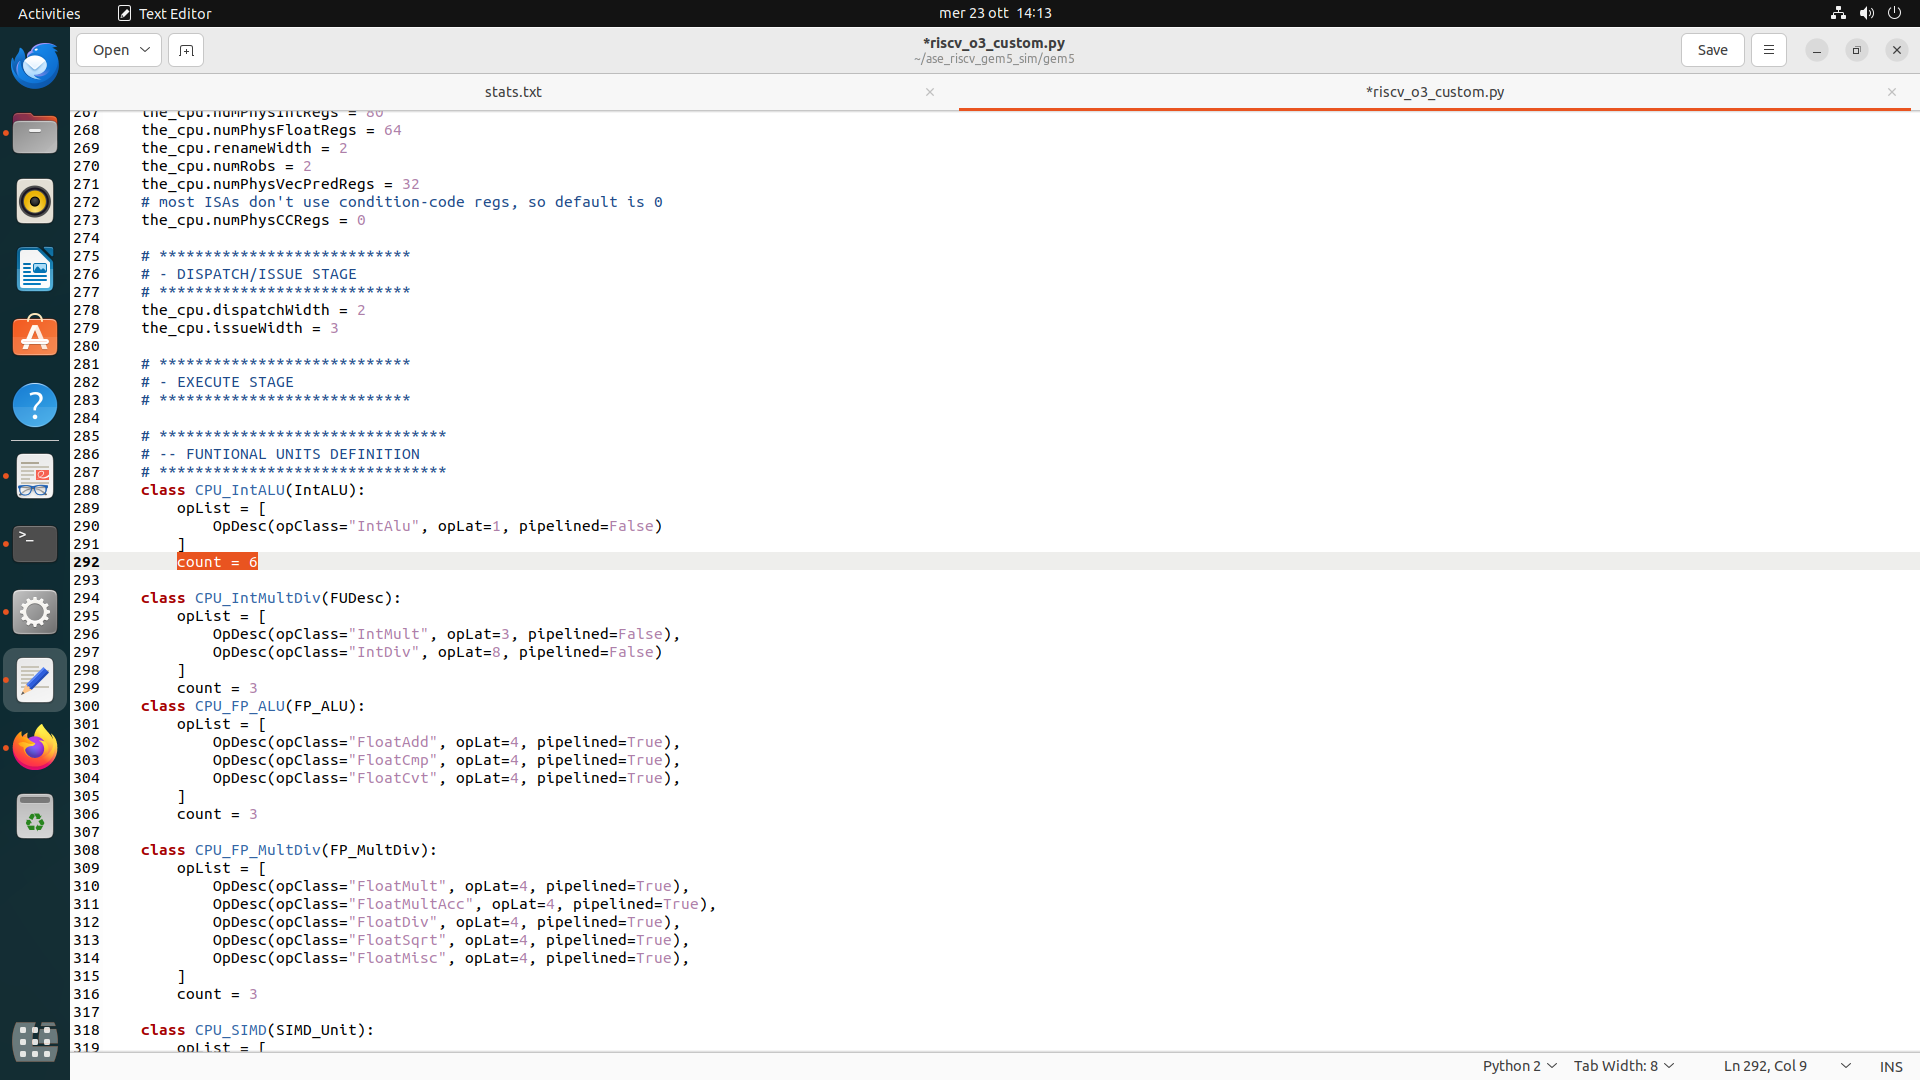 Activities Text Editor mer 23 ott 14:13
Open *riscv_o3_custom.py Save
~/ase_riscv_gem5_sim/gem5
stats.txt *riscv_o3_custom.py
267 the_cpu.numPhysIntRegs = 80
268 the_cpu.numPhysFloatRegs = 64
269 the_cpu.renameWidth = 2
270 the_cpu.numRobs = 2
271 the_cpu.numPhysVecPredRegs = 32
272 # most ISAs don't use condition-code regs, so default is 0
273 the_cpu.numPhysCCRegs = 0
274
275 # ****************************
276 # - DISPATCH/ISSUE STAGE
277 # ****************************
278 the_cpu.dispatchWidth = 2
279 the_cpu.issueWidth = 3
280
281 # ****************************
282 # - EXECUTE STAGE
283 # ****************************
284
285 # ********************************
286 # -- FUNTIONAL UNITS DEFINITION
287 # ********************************
288 class CPU_IntALU(IntALU):
289 opList = [
290 OpDesc(opClass="IntAlu", opLat=1, pipelined=False)
291 ]
292 count = 6
293
294 class CPU_IntMultDiv(FUDesc):
295 opList = [
296 OpDesc(opClass="IntMult", opLat=3, pipelined=False),
297 OpDesc(opClass="IntDiv", opLat=8, pipelined=False)
298 ]
299 count = 3
300 class CPU_FP_ALU(FP_ALU):
301 opList = [
302 OpDesc(opClass="FloatAdd", opLat=4, pipelined=True),
303 OpDesc(opClass="FloatCmp", opLat=4, pipelined=True),
304 OpDesc(opClass="FloatCvt", opLat=4, pipelined=True),
305 ]
306 count = 3
307
308 class CPU_FP_MultDiv(FP_MultDiv):
309 opList = [
310 OpDesc(opClass="FloatMult", opLat=4, pipelined=True),
311 OpDesc(opClass="FloatMultAcc", opLat=4, pipelined=True),
312 OpDesc(opClass="FloatDiv", opLat=4, pipelined=True),
313 OpDesc(opClass="FloatSqrt", opLat=4, pipelined=True),
314 OpDesc(opClass="FloatMisc", opLat=4, pipelined=True),
315 ]
316 count = 3
317
318 class CPU_SIMD(SIMD_Unit):
319 opList = [
Python 2 Tab Width: 8 Ln 292, Col 9 INS